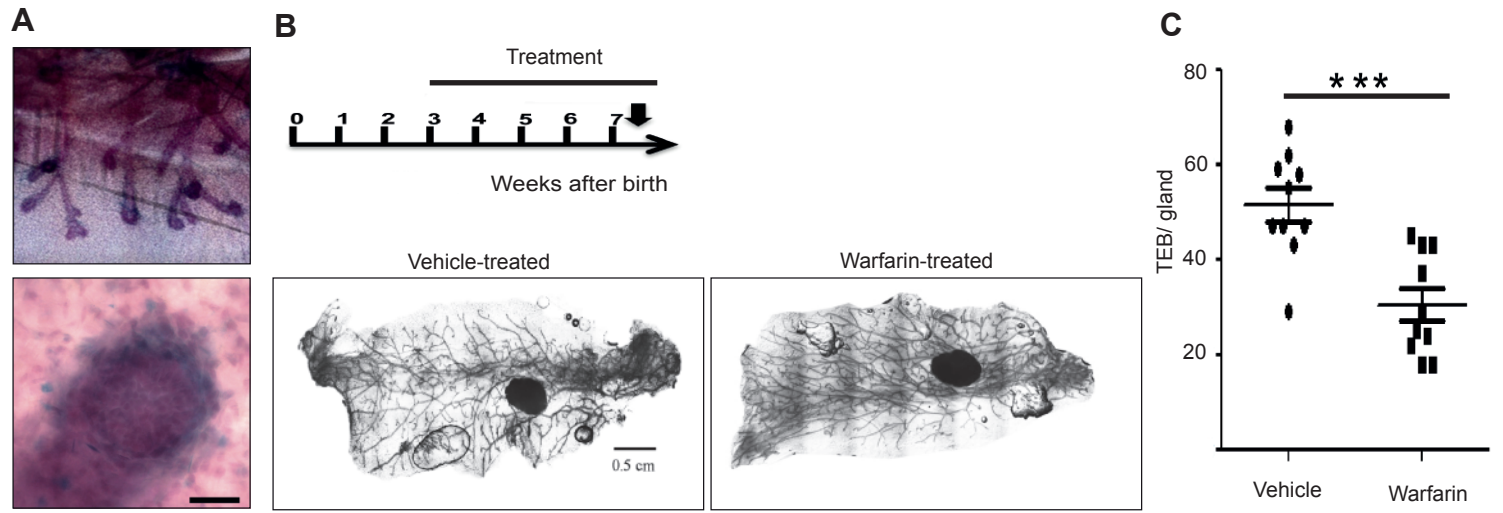 A
B
Treatment
0 1 2 3 4 5 6 7
Weeks after birth
Vehicle-treated
Warfarin-treated
0.5 cm
C
***
80
60
40
20
TEB/ gland
Vehicle
Warfarin